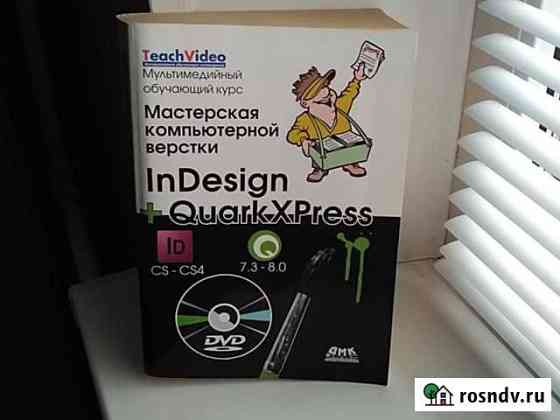 TeachVideo
Мультимедийный
обучающий курс
Мастерская
компьютерной
верстки
InDesign
+ QuarkXPress
ID
CS - CS4
7.3 - 8.0
DVD
ДМК
rosndv.ru